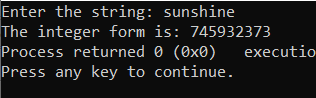 Enter the string: sunshine
The integer form is: 745932373
Process returned 0 (0x0)   executio
Press any key to continue.